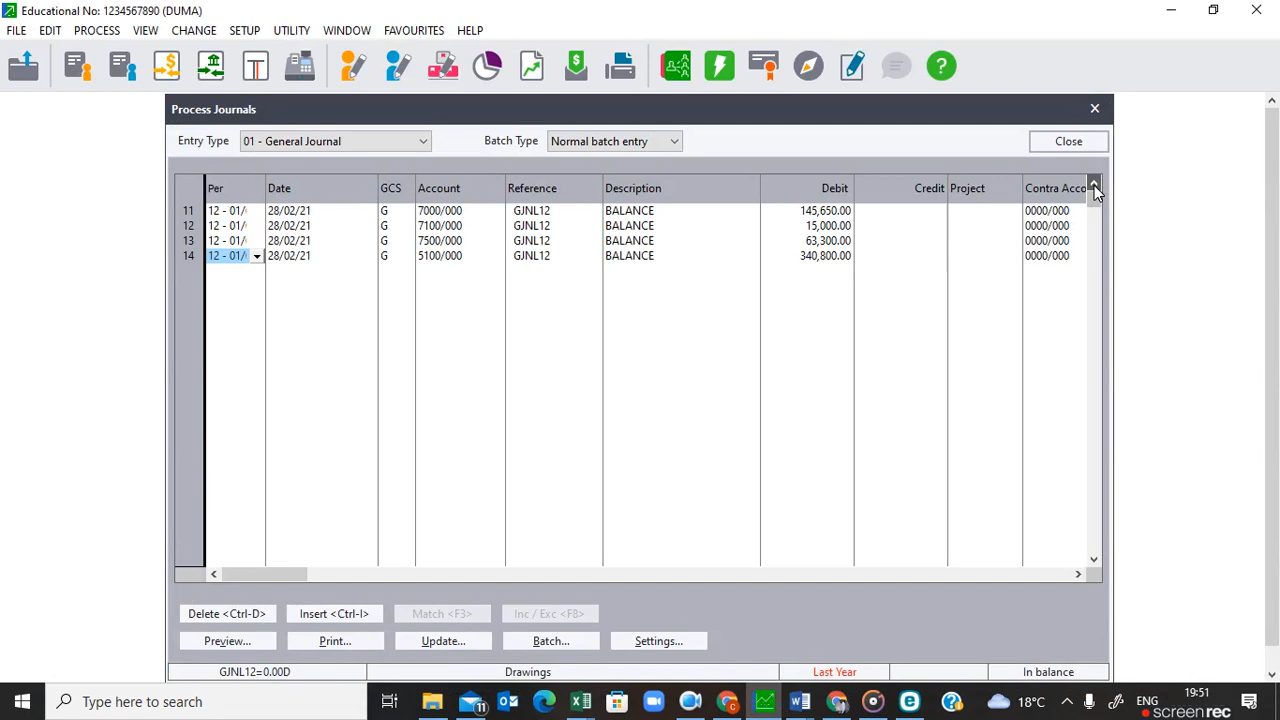 Educational No: 1234567890 (DUMA)
FILE EDIT PROCESS VIEW CHANGE SETUP UTILITY WINDOW FAVOURITES HELP
Process Journals
Entry Type 01 - General Journal Batch Type Normal batch entry Close
Per Date GCS Account Reference Description Debit Credit Project Contra Acco
11 12 - 01/ 28/02/21 G 7000/000 GJNL12 BALANCE 145,650.00 0000/000
12 12 - 01/ 28/02/21 G 7100/000 GJNL12 BALANCE 15,000.00 0000/000
13 12 - 01/ 28/02/21 G 7500/000 GJNL12 BALANCE 63,300.00 0000/000
14 12 - 01/ 28/02/21 G 5100/000 GJNL12 BALANCE 340,800.00 0000/000
Delete <Ctrl-D> Insert <Ctrl-I> Match <F3> Inc / Exc <F8>
Preview... Print... Update... Batch... Settings...
GJNL12=0.00D Drawings Last Year In balance
Type here to search 11 18°C ENG 19:51
screenrec